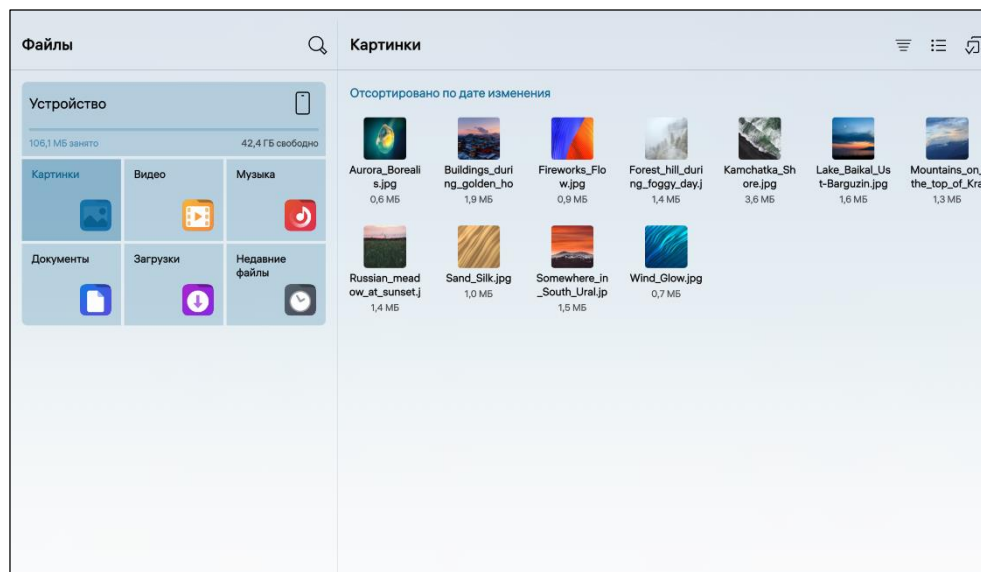 Файлы
Картинки
Устройство
106,1 МБ занято
42,4 ГБ свободно
Картинки
Видео
Музыка
Документы
Загрузки
Недавние
файлы
Отсортировано по дате изменения
Aurora_Boreali
s.jpg
0,6 МБ
Buildings_duri
ng_golden_ho
1,9 МБ
Fireworks_Flo
w.jpg
0,9 МБ
Forest_hill_duri
ng_foggy_day.j
1,4 МБ
Kamchatka_Sh
ore.jpg
3,6 МБ
Lake_Baikal_Us
t-Barguzin.jpg
1,6 МБ
Mountains_on_
the_top_of_Kra
1,3 МБ
Russian_mead
ow_at_sunset.j
1,4 МБ
Sand_Silk.jpg
1,0 МБ
Somewhere_in
_South_Ural.jp
1,5 МБ
Wind_Glow.jpg
0,7 МБ